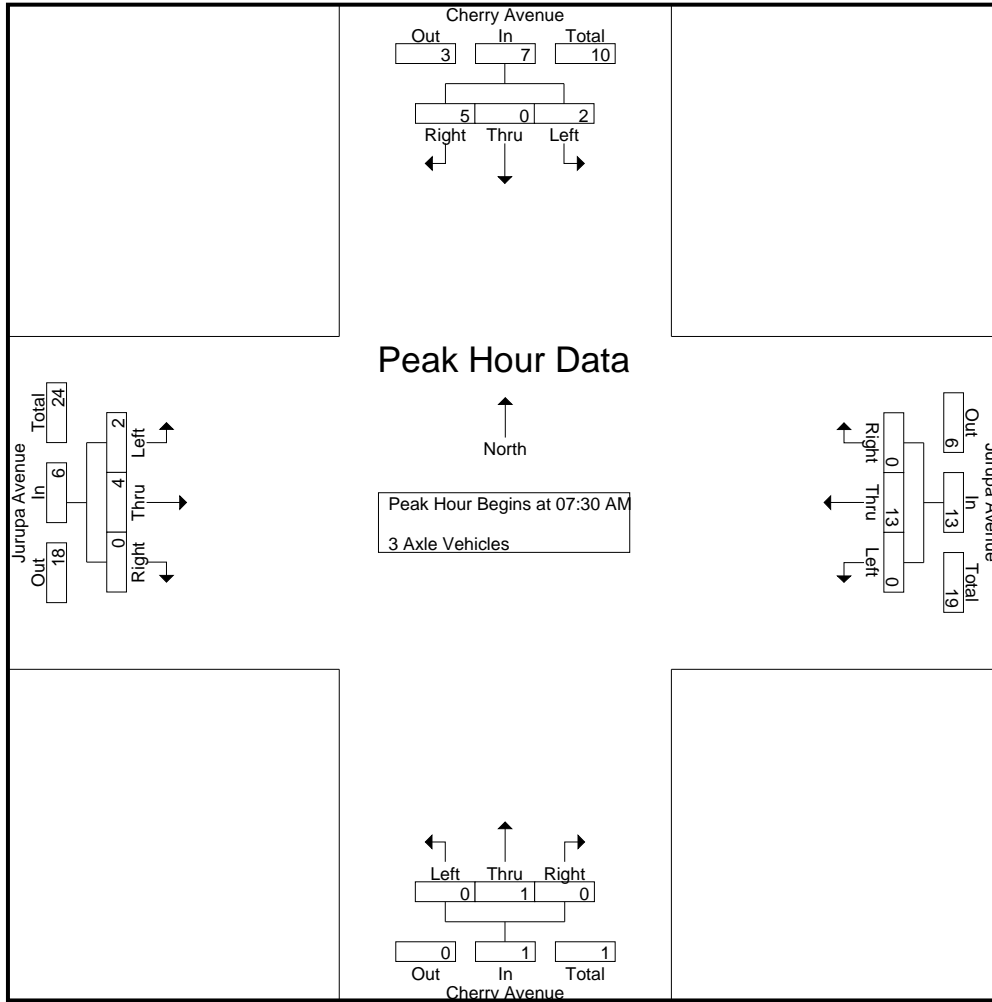 Cherry Avenue
Out In Total
3 7 10
5 0 2
Right Thru Left
Peak Hour Data
North
Peak Hour Begins at 07:30 AM
3 Axle Vehicles
Jurupa Avenue
Total In Out
24 6 18
2 4 0
Left Thru Right
Right Thru Left
0 13 0
6 13 19
Out In Total
Jurupa Avenue
Left Thru Right
0 1 0
0 1 1
Out In Total
Cherry Avenue